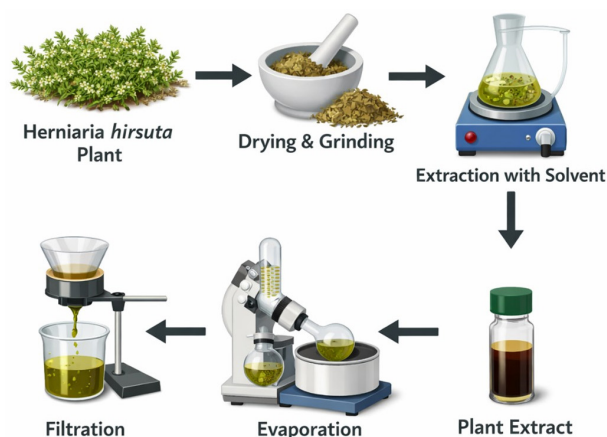 Herniaria hirsuta
Plant
Drying & Grinding
Extraction with Solvent
Filtration
Evaporation
Plant Extract